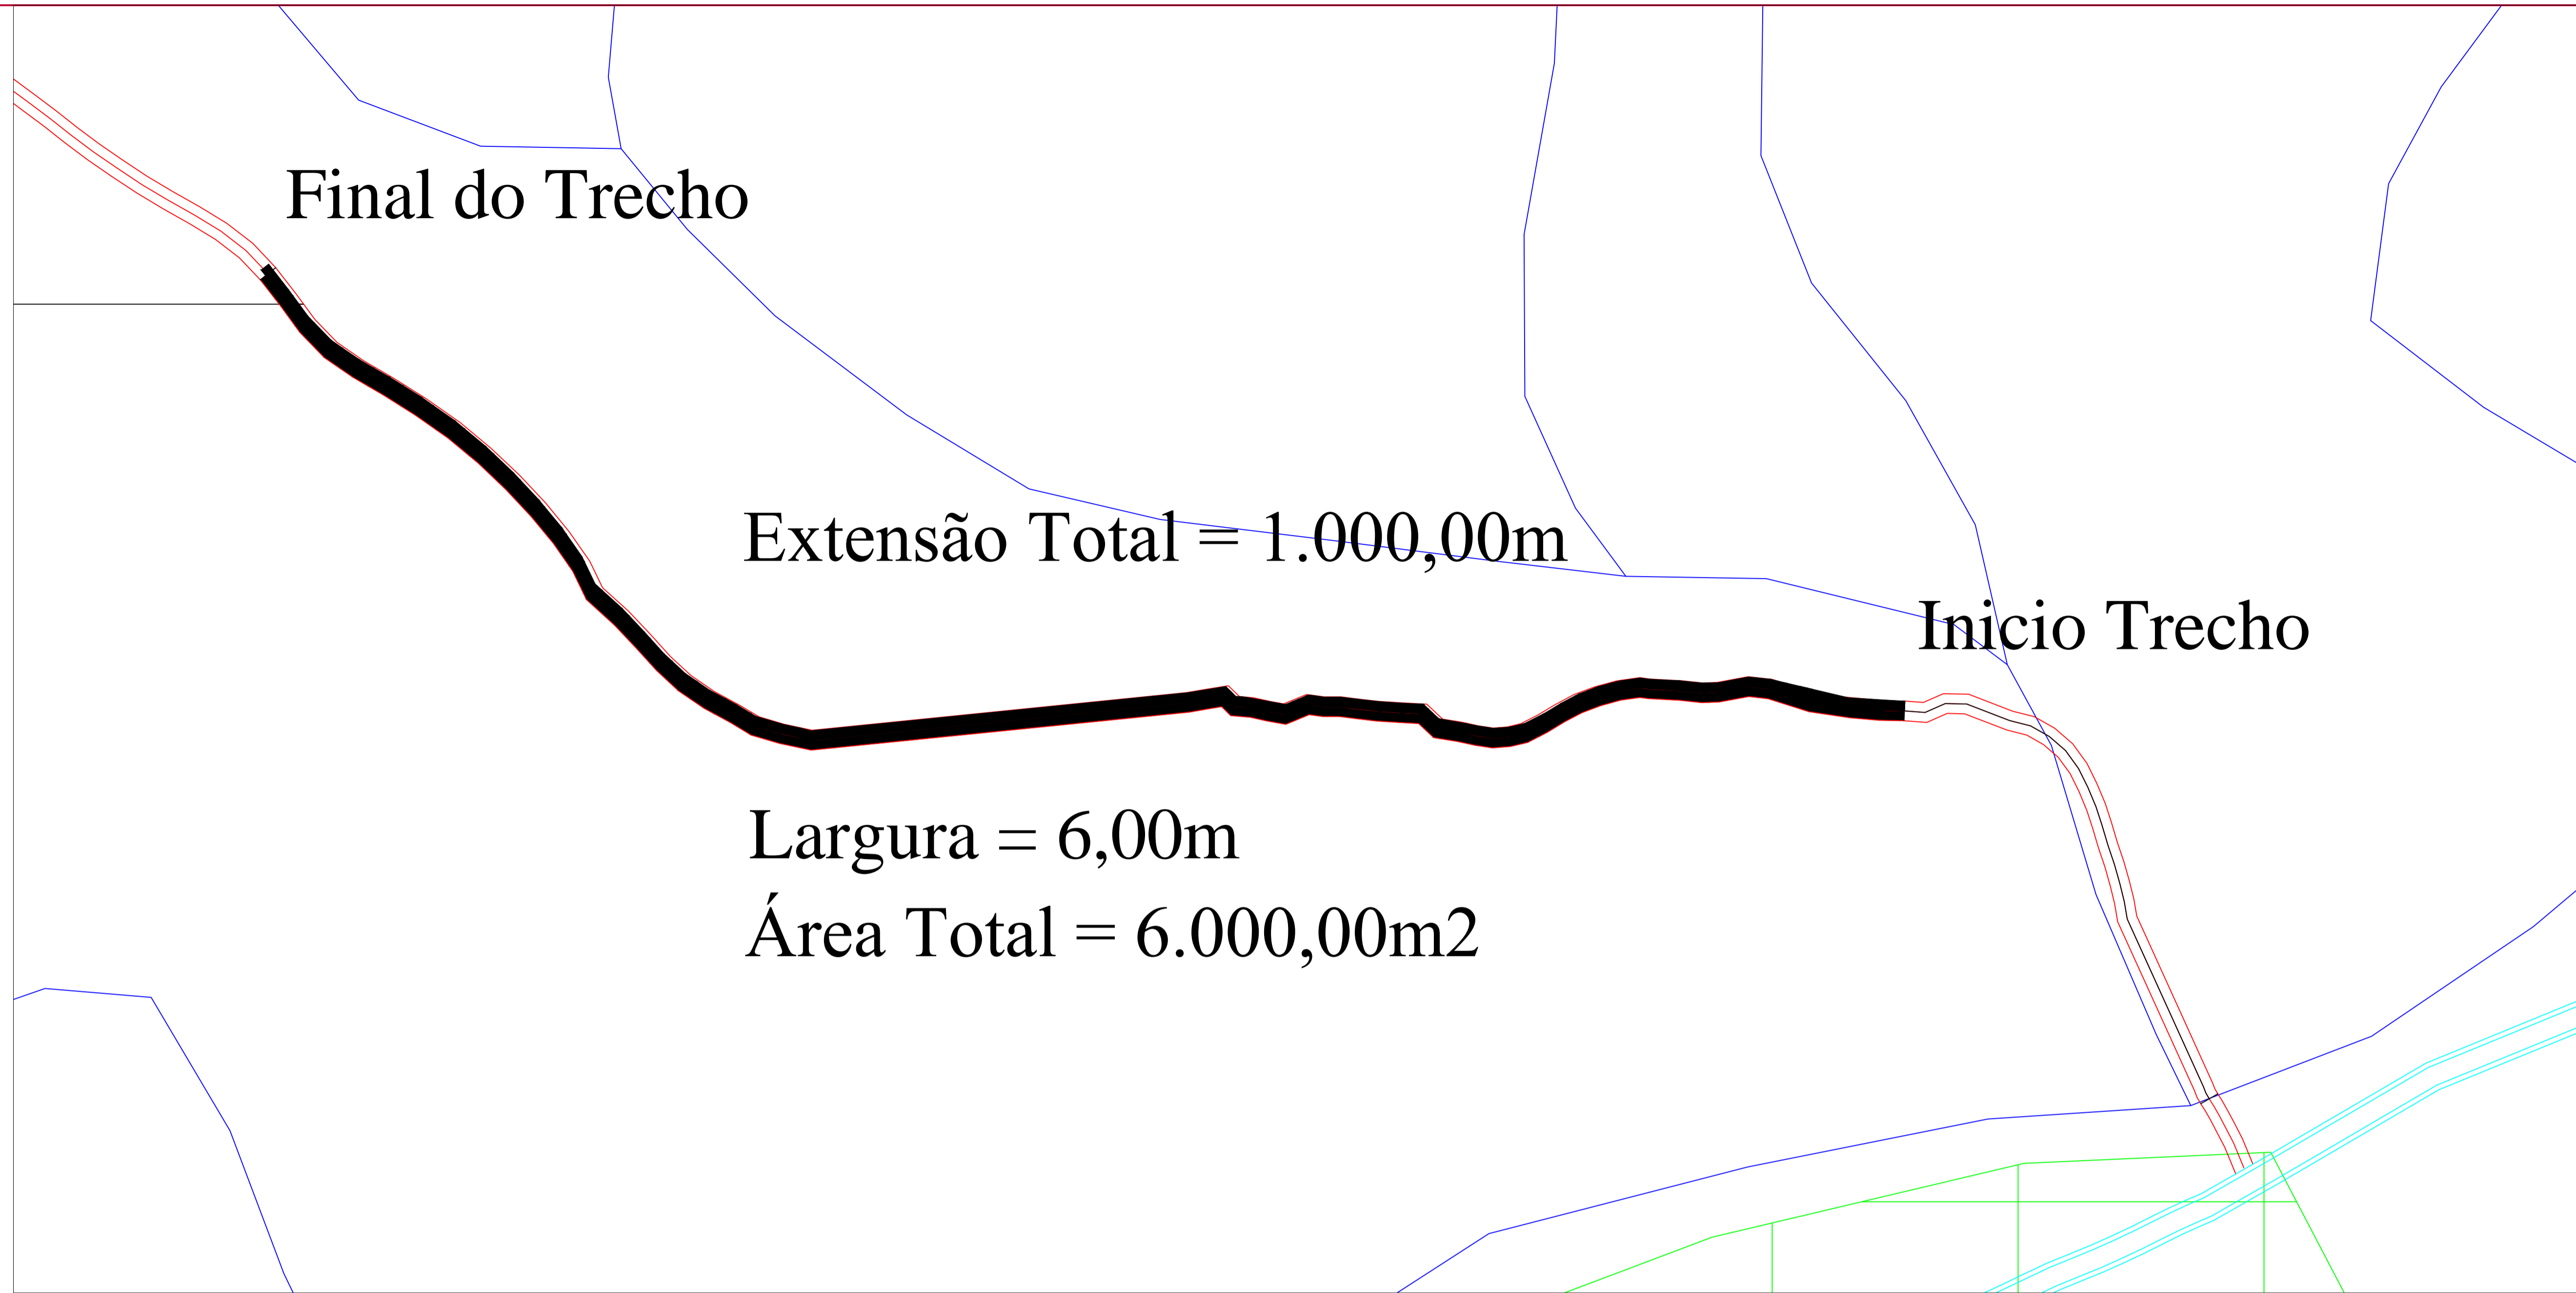 Final do Trecho
Extensão Total = 1.000,00m
Inicio Trecho
Largura = 6,00m
Área Total = 6.000,00m2